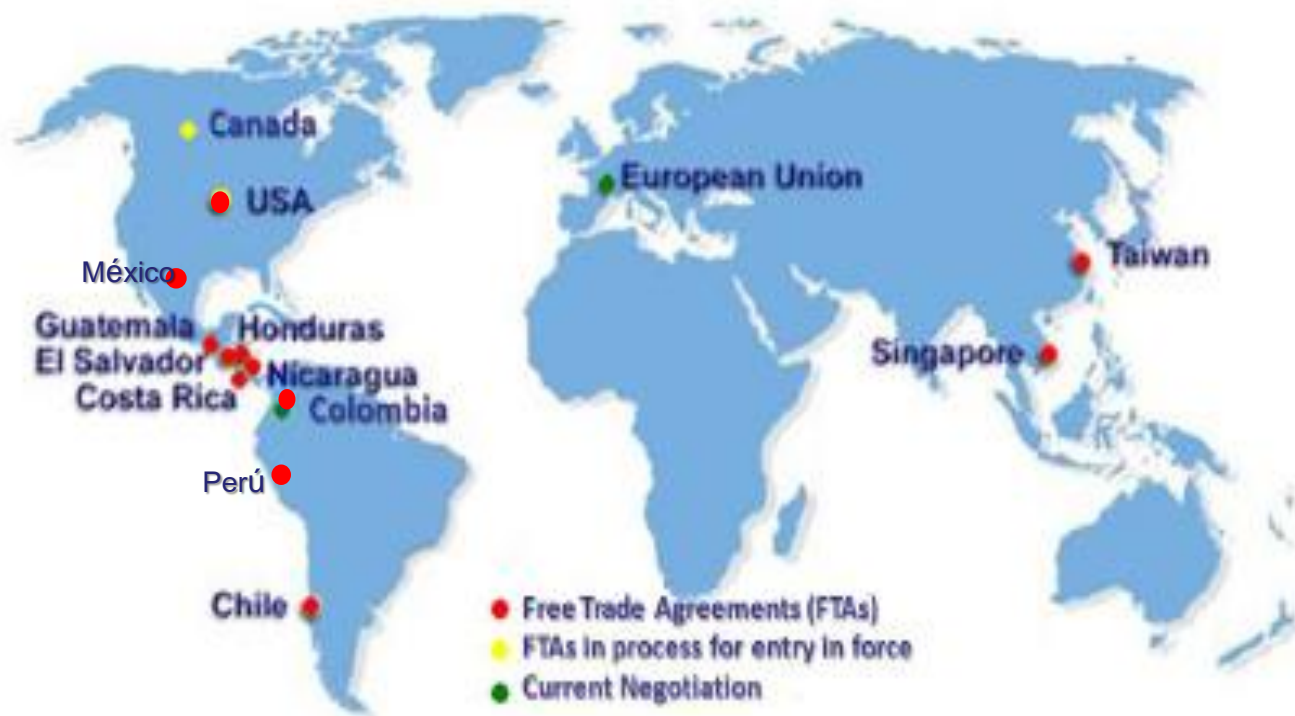 Canada
European Union
USA
Taiwan
México
Guatemala
Honduras
El Salvador
Singapore
Nicaragua
Costa Rica
Colombia
Perú
Chile
Free Trade Agreements (FTAs)
FTAs in process for entry in force
Current Negotiation